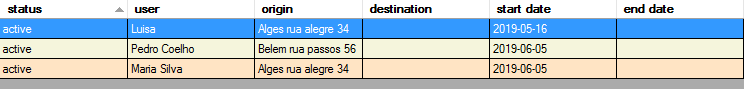 status user origin destination start date end date
active Luisa Alges rua alegre 34 2019-05-16
active Pedro Coelho Belem rua passos 56 2019-06-05
active Maria Silva Alges rua alegre 34 2019-06-05